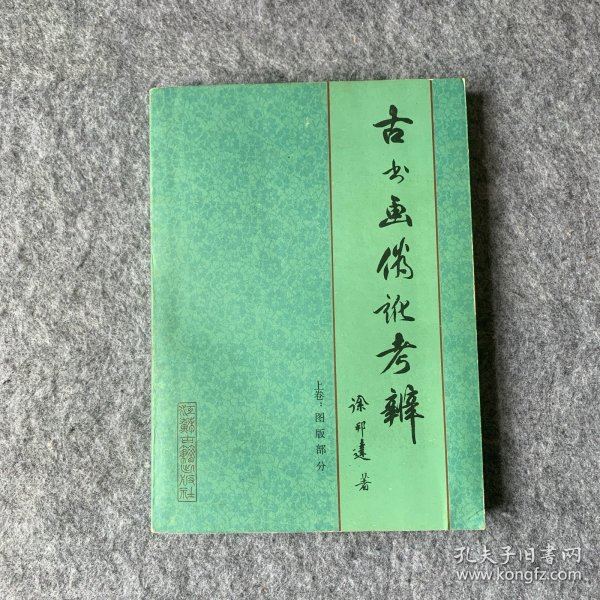 古书画偽讹考辨
徐邦达 著
上卷：图版部分
江苏古籍出版社
孔夫子旧书网
www.kongfz.com